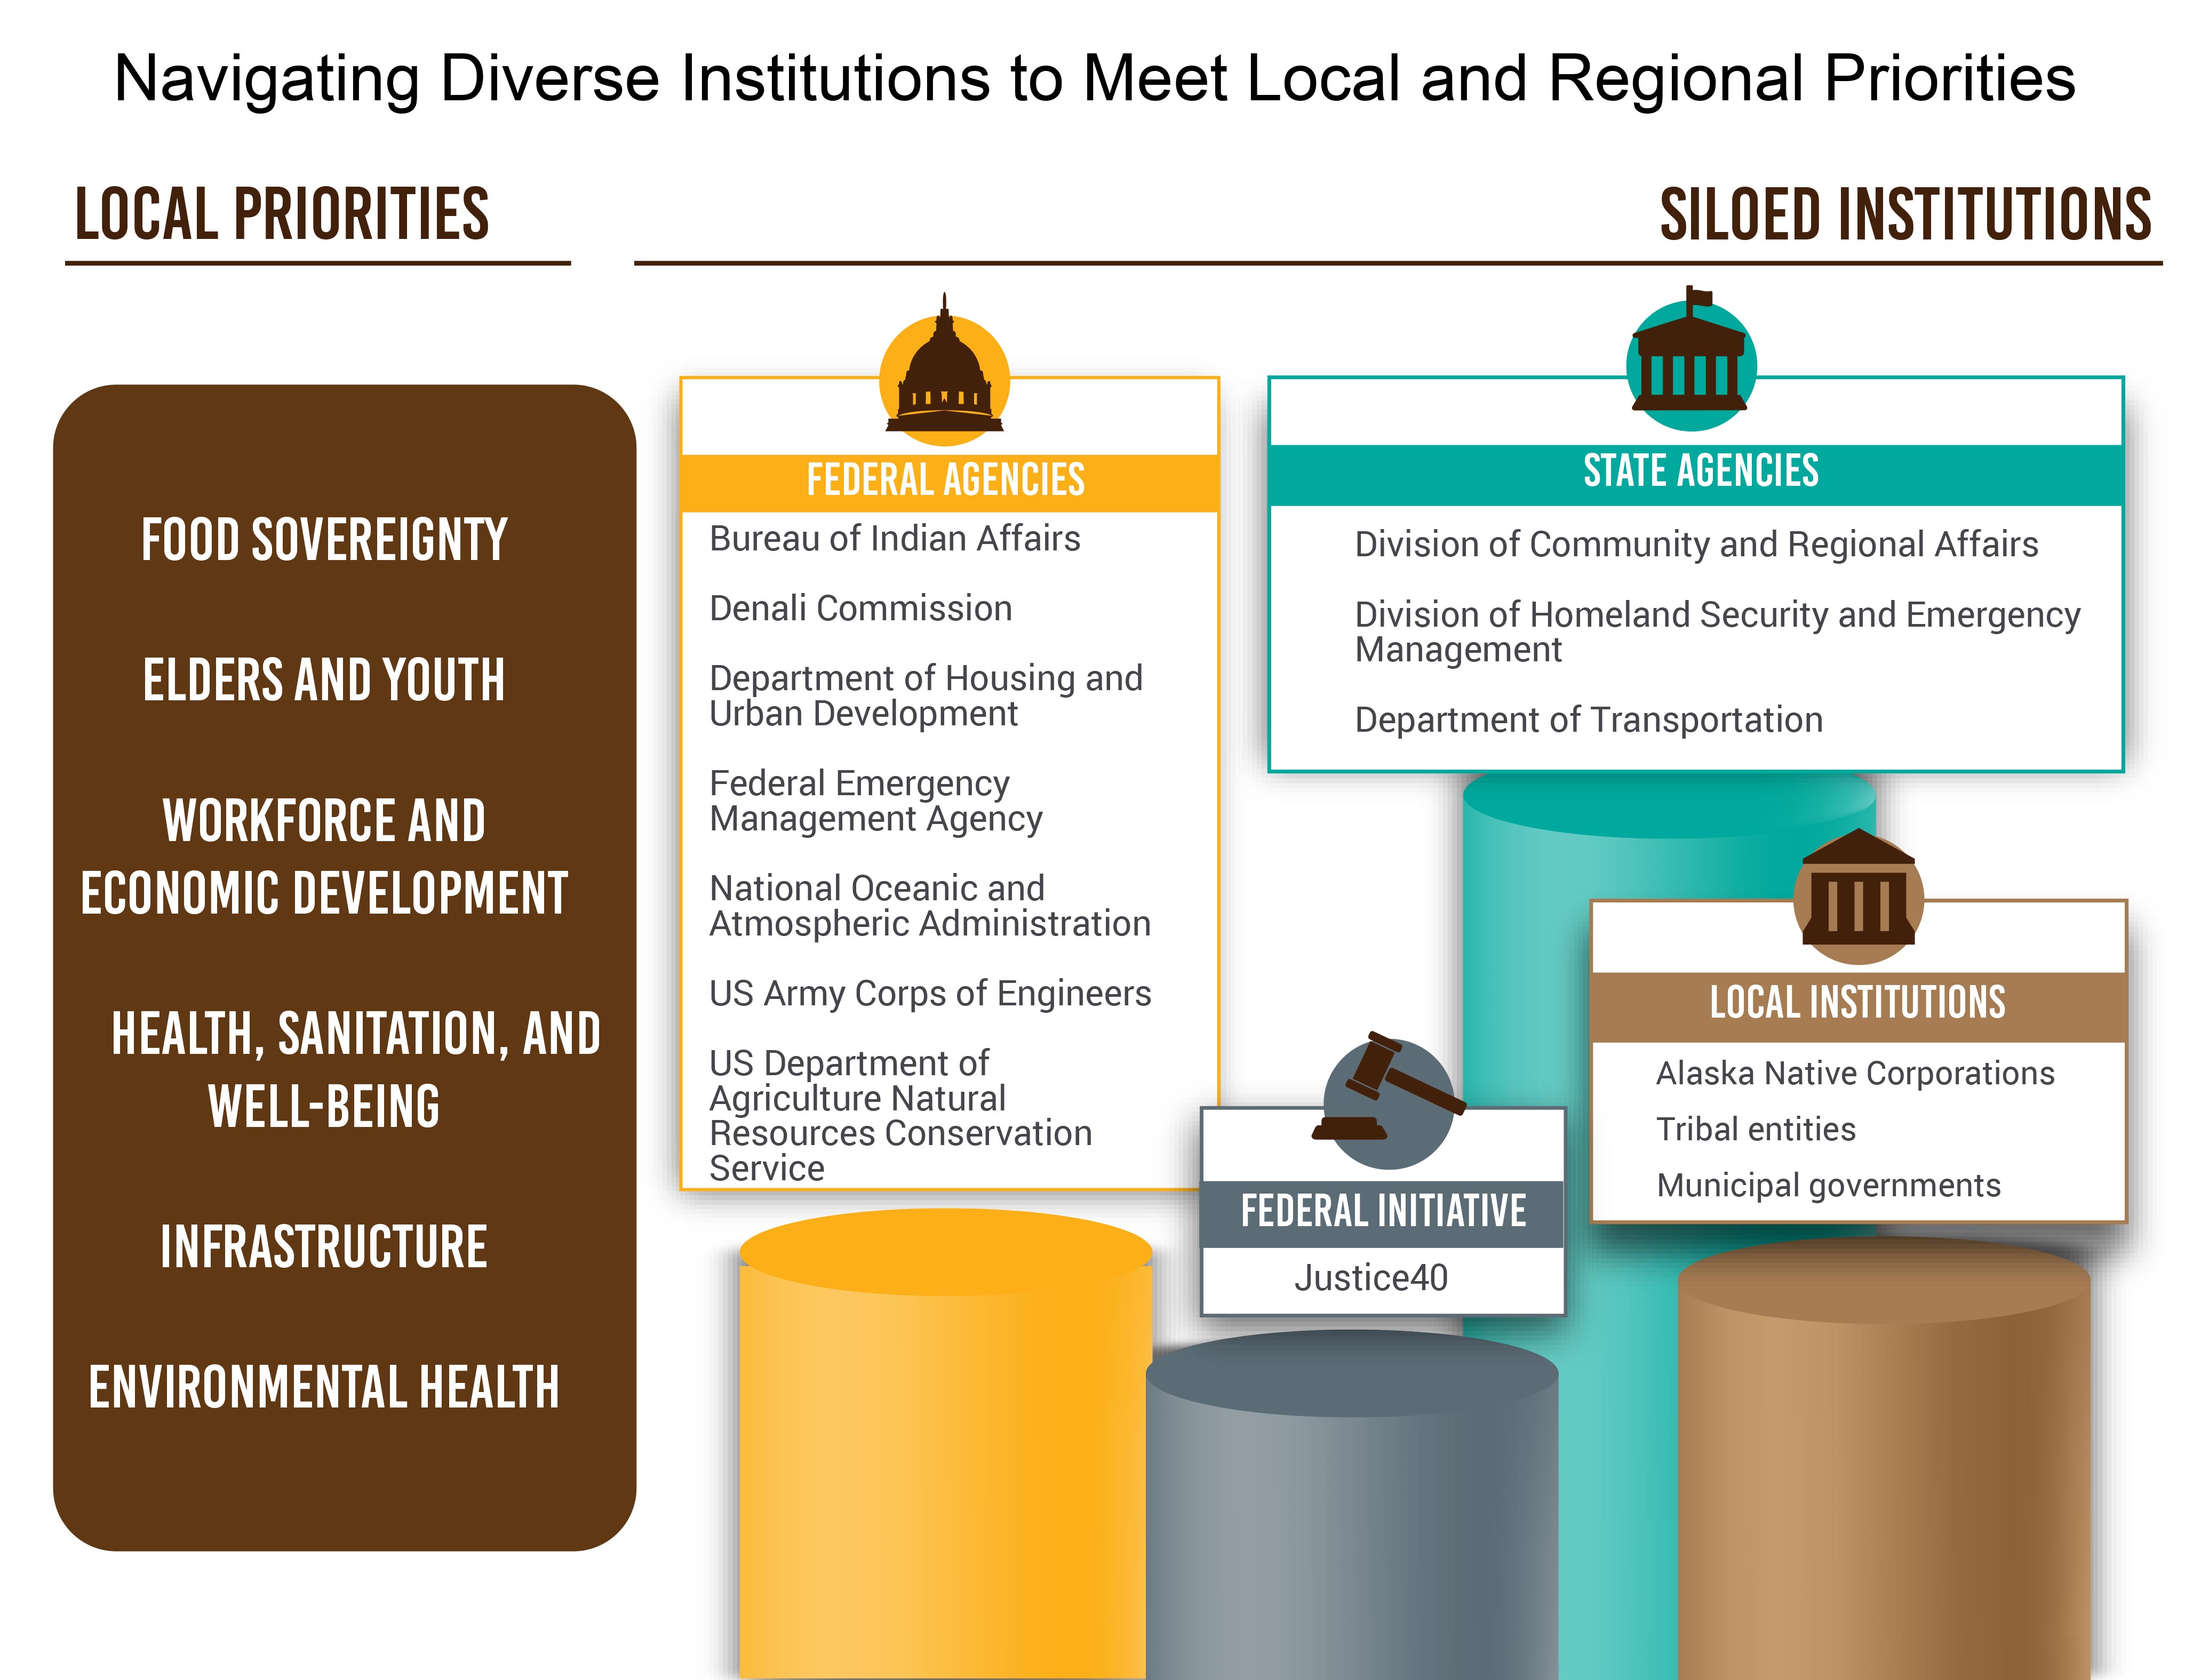 Navigating Diverse Institutions to Meet Local and Regional Priorities
LOCAL PRIORITIES
SILOED INSTITUTIONS
FOOD SOVEREIGNTY
ELDERS AND YOUTH
WORKFORCE AND
ECONOMIC DEVELOPMENT
HEALTH, SANITATION, AND
WELL-BEING
INFRASTRUCTURE
ENVIRONMENTAL HEALTH
FEDERAL AGENCIES
Bureau of Indian Affairs
Denali Commission
Department of Housing and
Urban Development
Federal Emergency
Management Agency
National Oceanic and
Atmospheric Administration
US Army Corps of Engineers
US Department of
Agriculture Natural
Resources Conservation
Service
STATE AGENCIES
Division of Community and Regional Affairs
Division of Homeland Security and Emergency
Management
Department of Transportation
FEDERAL INITIATIVE
Justice40
LOCAL INSTITUTIONS
Alaska Native Corporations
Tribal entities
Municipal governments